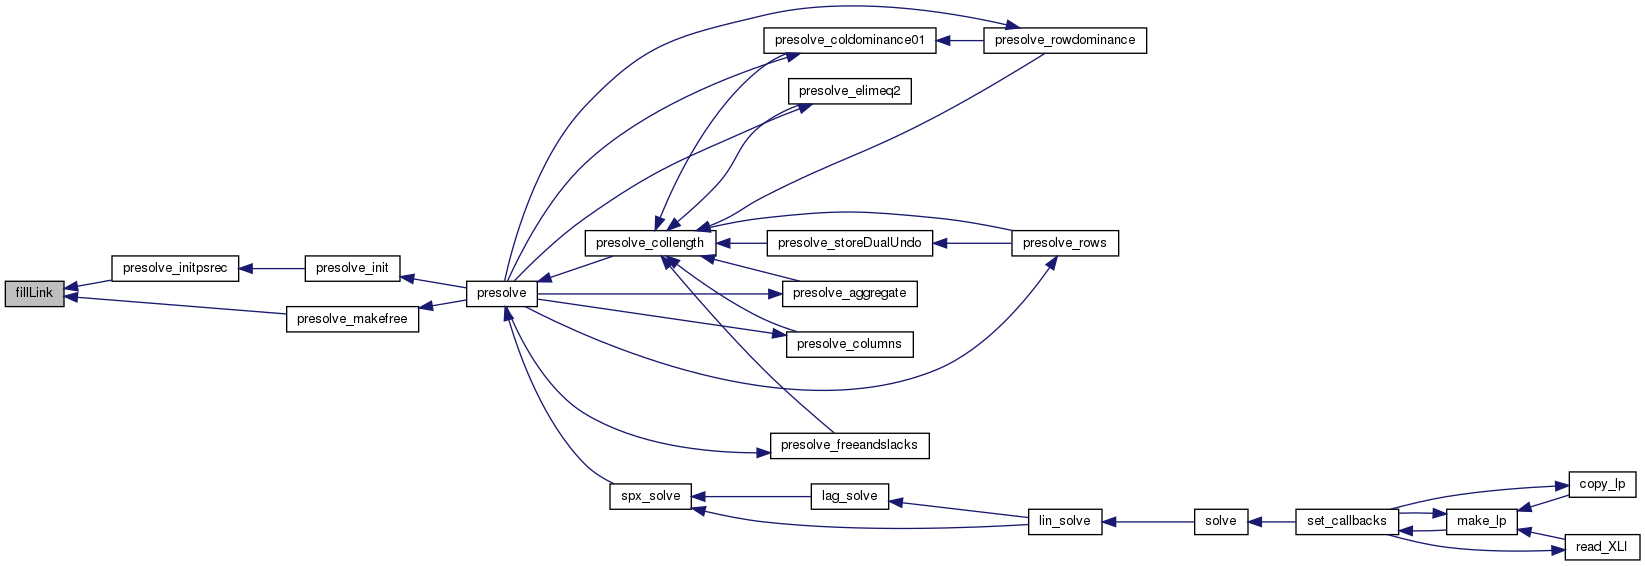 presolve_coldominance01
presolve_rowdominance
presolve_elimeq2
presolve_collength
presolve_storeDualUndo
presolve_rows
presolve_initpsrec
presolve_init
fillLink
presolve
presolve_aggregate
presolve_makefree
presolve_columns
presolve_freeandslacks
spx_solve
lag_solve
copy_lp
lin_solve
solve
set_callbacks
make_lp
read_XLI